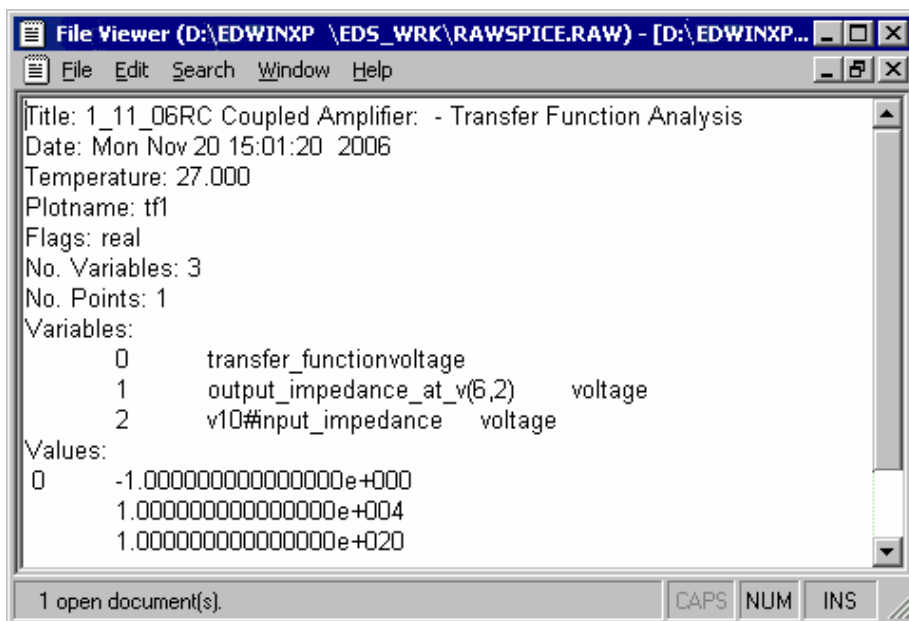 File Viewer (D:\EDWINXP \EDS_WRK\RAWSPICE.RAW) - [D:\EDWINXP...
File Edit Search Window Help
Title: 1_11_06RC Coupled Amplifier: - Transfer Function Analysis
Date: Mon Nov 20 15:01:20 2006
Temperature: 27.000
Plotname: tf1
Flags: real
No. Variables: 3
No. Points: 1
Variables:
0 transfer_functionvoltage
1 output_impedance_at_v(6,2) voltage
2 v10#input_impedance voltage
Values:
0 -1.000000000000000e+000
1.000000000000000e+004
1.000000000000000e+020
1 open document(s). CAPS NUM INS